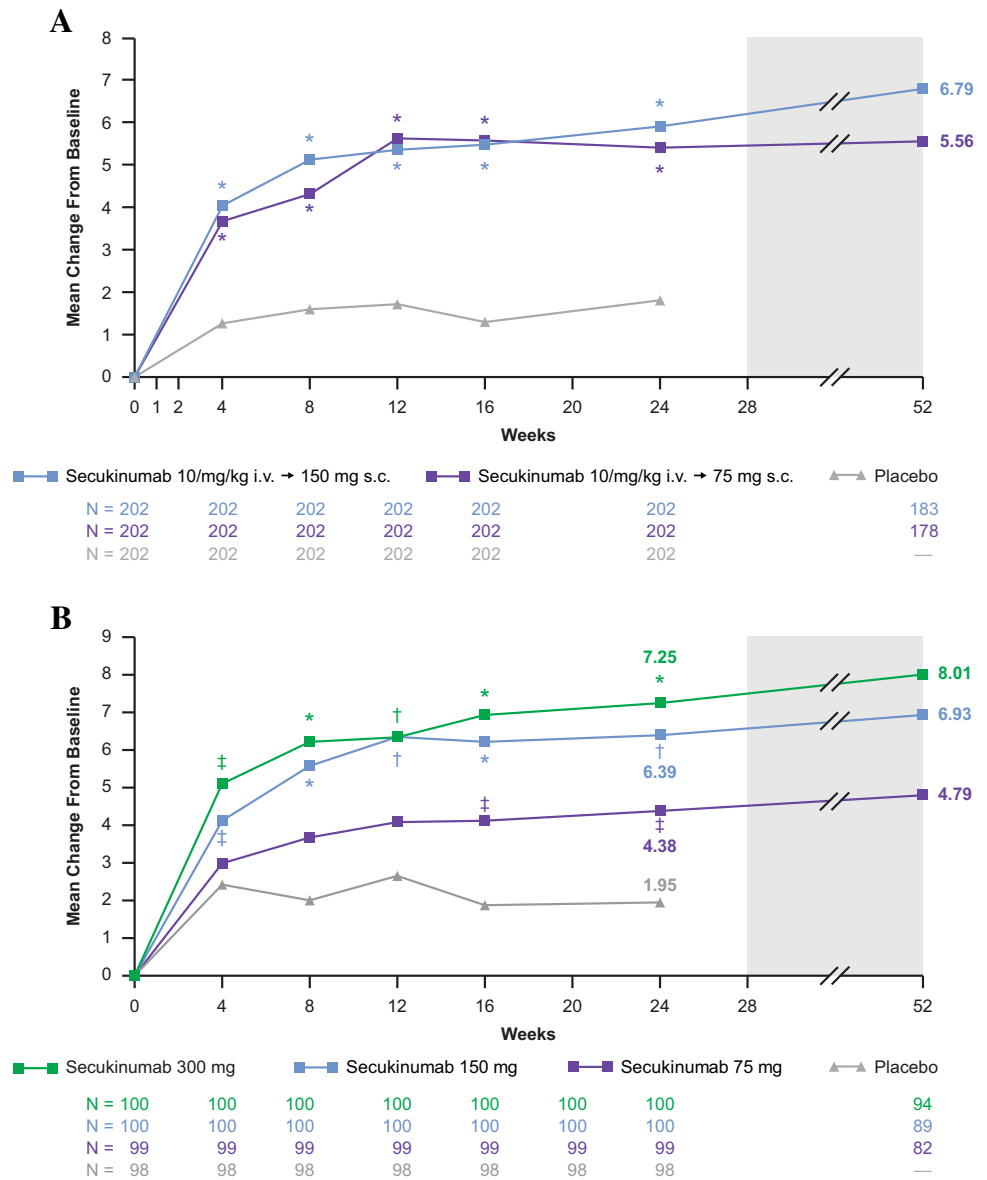 A
8
7
6
5
4
3
2
1
0
Mean Change From Baseline
* * * * *
* * * * *
6.79
5.56
0 1 2 4 8 12 16 20 24 28 52
Weeks
Secukinumab 10/mg/kg i.v. → 150 mg s.c. Secukinumab 10/mg/kg i.v. → 75 mg s.c. Placebo
N = 202 202 202 202 202 202 183
N = 202 202 202 202 202 202 178
N = 202 202 202 202 202 202 —
B
9
8
7
6
5
4
3
2
1
0
Mean Change From Baseline
7.25
‡ * † * *
8.01
‡ * † * †
6.39
6.93
‡ ‡
4.38
4.79
1.95
0 4 8 12 16 20 24 28 52
Weeks
Secukinumab 300 mg Secukinumab 150 mg Secukinumab 75 mg Placebo
N = 100 100 100 100 100 100 100 94
N = 100 100 100 100 100 100 100 89
N = 99 99 99 99 99 99 99 82
N = 98 98 98 98 98 98 98 —